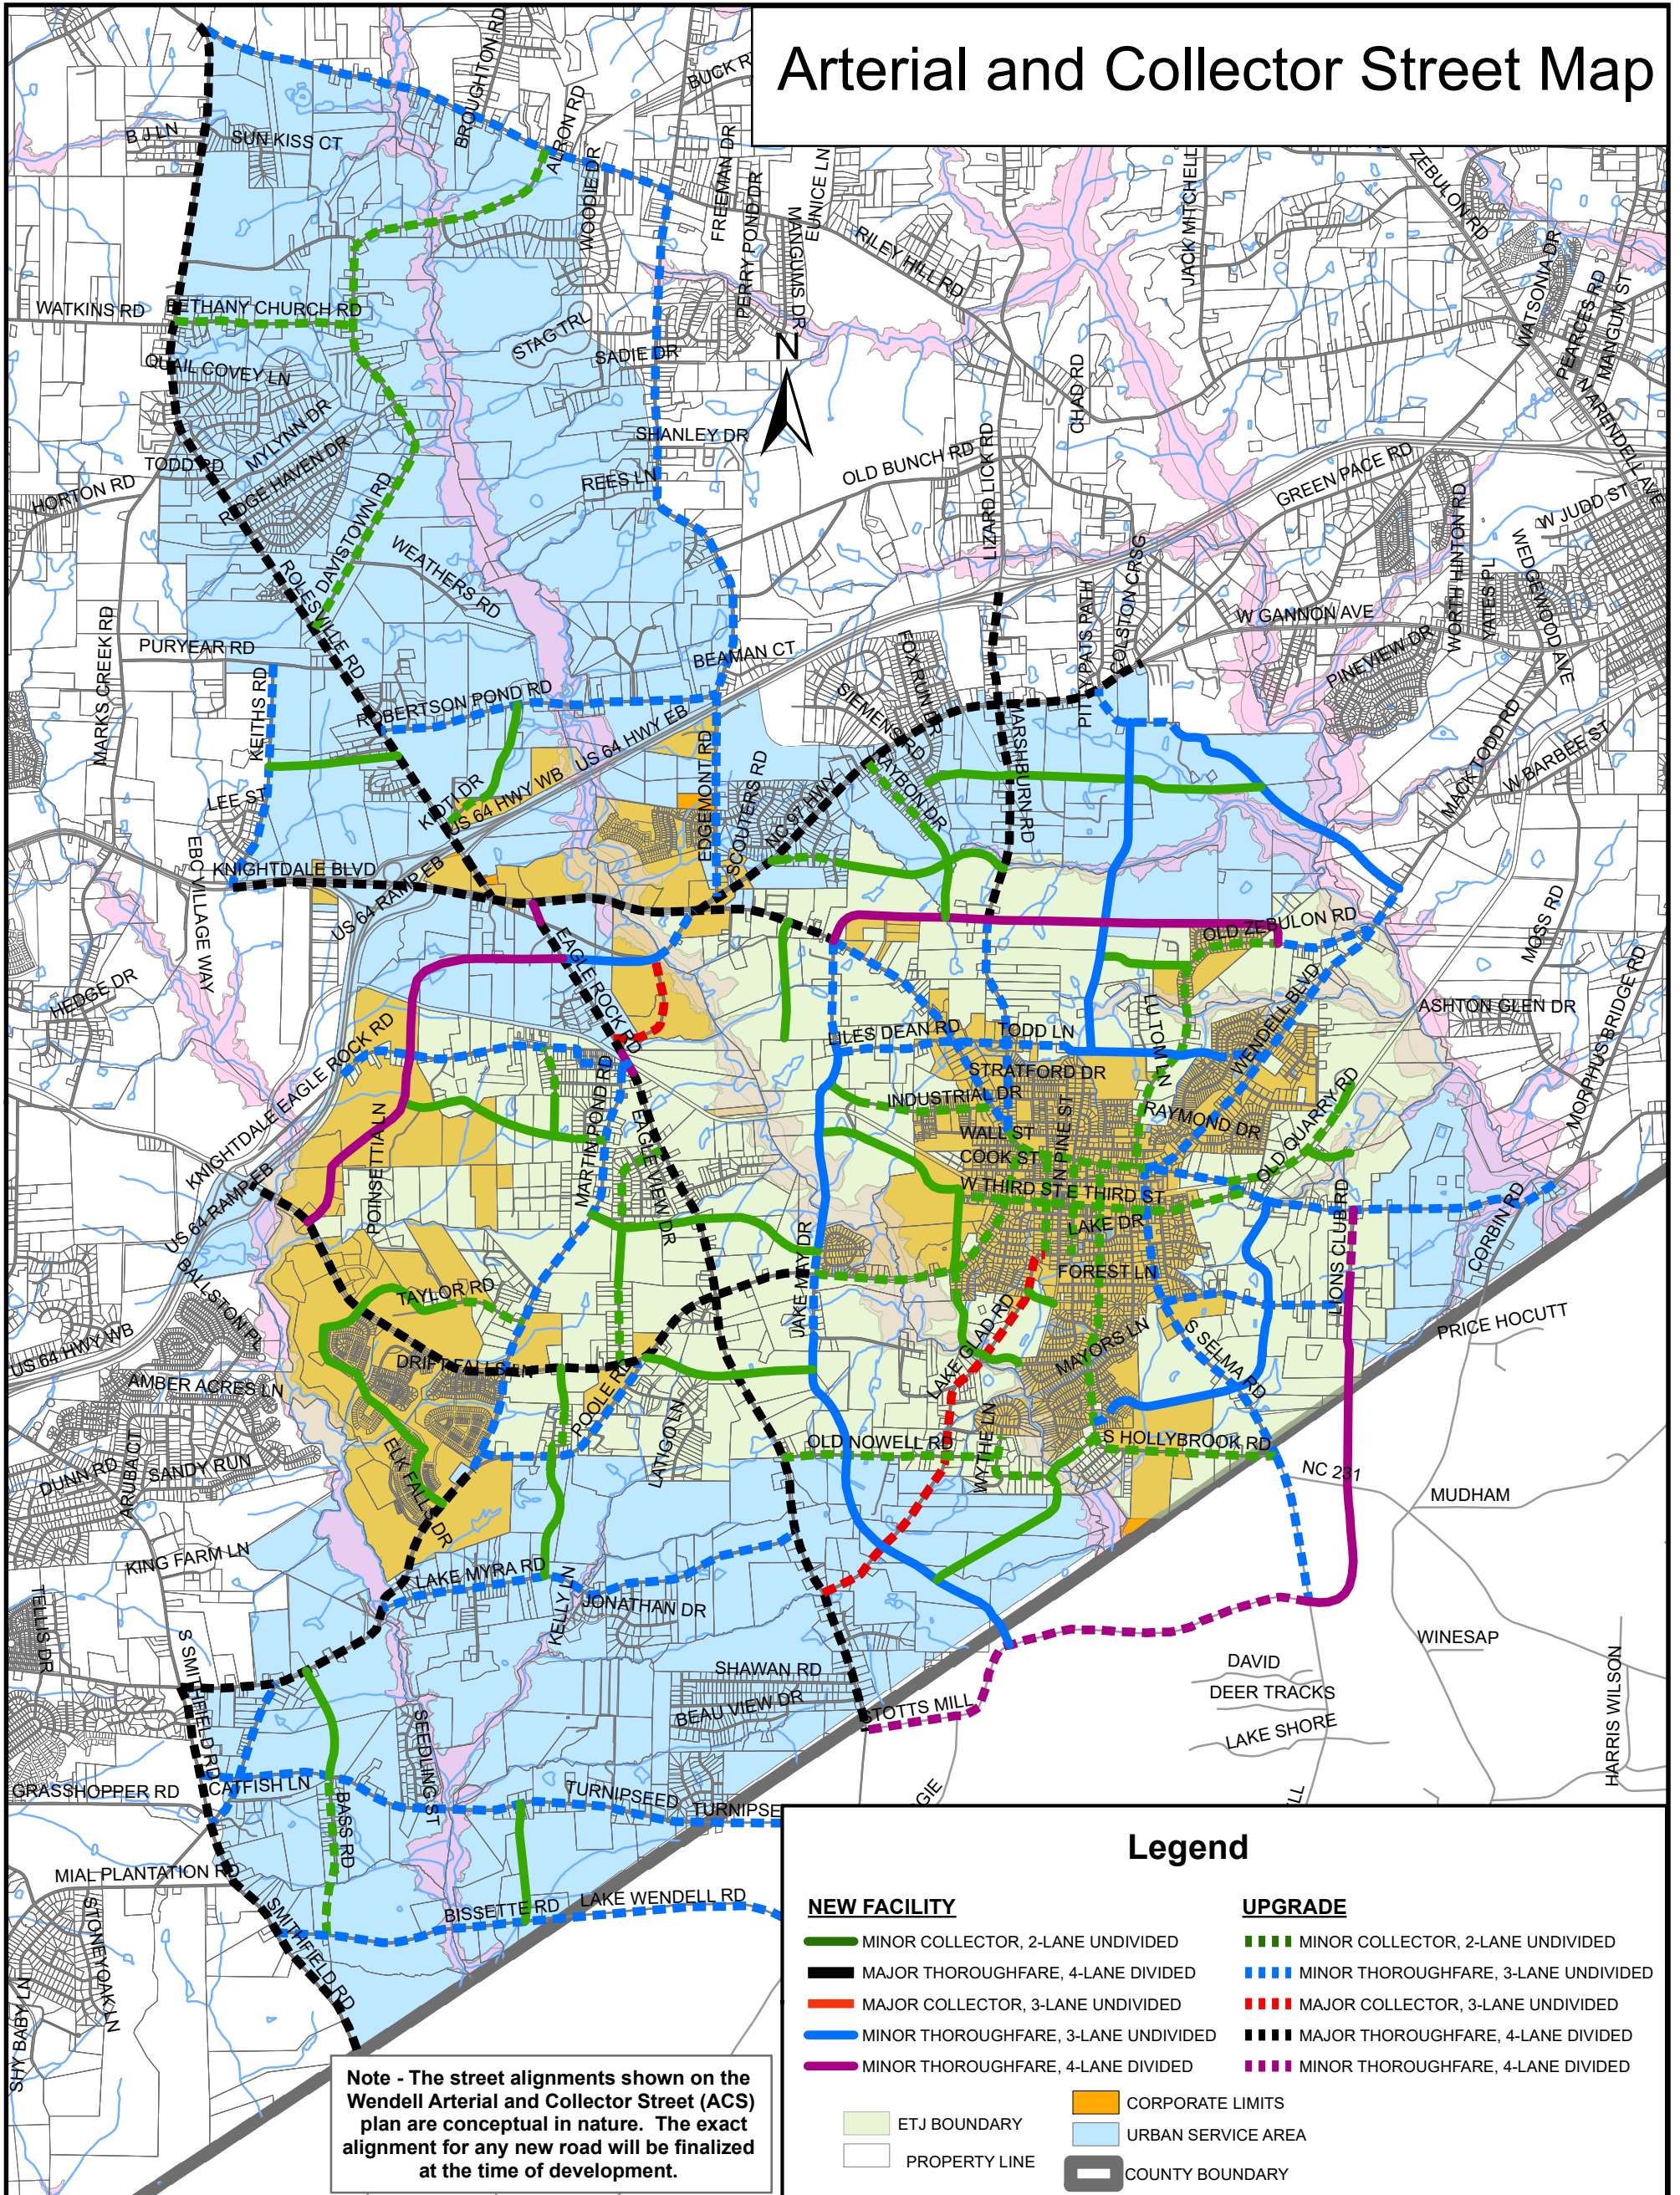 Arterial and Collector Street Map
BROUGHTON RD
BUCK R
B J LN
SUN KISS CT
ALRON RD
WOODIE DR
FREEMAN DR
PERRY POND DR
MANGUMS DR
EUNICE LN
RILEY HILL RD
JACK MITCHELL
ZEBULON RD
WATSONIA DR
PEARCES RD
MANGUM ST
N ARENDELL AVE
WATKINS RD
BETHANY CHURCH RD
STAG TRL
SADIE DR
N
QUAIL COVEY LN
MYLYNN DR
RIDGE HAVEN DR
SHANLEY DR
CHAD RD
TODD RD
HORTON RD
DAVISTOWN RD
REES LN
OLD BUNCH RD
LIZARD LICK RD
GREEN PACE RD
W JUDD ST
WEDGEWOOD AVE
WORTH HINTON RD
YATES PL
WEATHERS RD
ROLESVILLE RD
MARKS CREEK RD
PURYEAR RD
KEITHS RD
BEAMAN CT
FOX RUN DR
SIEMENS RD
PITTYPATS PATH
COLSTON CRSG
W GANNON AVE
PINEVIEW DR
ROBERTSON POND RD
US 64 HWY EB
US 64 HWY WB
EDGEMONT RD
SCOUTERS RD
NC 97 HWY
RAYBON DR
MARSHBURN RD
MACK TODD RD
W BARBEE ST
KIOTI DR
LEE ST
KNIGHTDALE BLVD
EBO VILLAGE WAY
US 64 RAMP EB
EAGLE ROCK RD
OLD ZEBULON RD
MOSS RD
HEDGE DR
ASHTON GLEN DR
MORPHUS BRIDGE RD
KNIGHTDALE EAGLE ROCK RD
LILES DEAN RD
TODD LN
LU TOM LN
WENDELL BLVD
STRATFORD DR
INDUSTRIAL DR
RAYMOND DR
OLD QUARRY RD
POINSETTIA LN
MARTIN POND RD
EAGLE VIEW DR
WALL ST
COOK ST
N PINE ST
W THIRD ST
E THIRD ST
LAKE DR
LIONS CLUB RD
CORBIN RD
US 64 RAMP EB
BALLSTON PL
TAYLOR RD
JAKE MAY DR
FOREST LN
US 64 HWY WB
DRIFT FALLS LN
LAKE GLAD RD
MAYORS LN
S SELMA RD
PRICE HOCUTT
AMBER ACRES LN
POOLE RD
LATIGO LN
OLD NOWELL RD
WYTHE LN
S HOLLYBROOK RD
NC 231
MUDHAM
DUNN RD
ARUBA CT
SANDY RUN
ELK FALLS DR
KING FARM LN
LAKE MYRA RD
KELLY LN
JONATHAN DR
TELLIS DR
S SMITHFIELD RD
SHAWAN RD
BEAU VIEW DR
STOTTS MILL
WINESAP
DAVID
DEER TRACKS
LAKE SHORE
HARRIS WILSON
GRASSHOPPER RD
CATFISH LN
BASS RD
SEEDLING ST
TURNIPSEED
TURNIPSE
GIE
LL
MIAL PLANTATION RD
STONEY OAK LN
SHY BABY LN
SMITHFIELD RD
BISSETTE RD
LAKE WENDELL RD
Note - The street alignments shown on the
Wendell Arterial and Collector Street (ACS)
plan are conceptual in nature. The exact
alignment for any new road will be finalized
at the time of development.
Legend
NEW FACILITY
MINOR COLLECTOR, 2-LANE UNDIVIDED
MAJOR THOROUGHFARE, 4-LANE DIVIDED
MAJOR COLLECTOR, 3-LANE UNDIVIDED
MINOR THOROUGHFARE, 3-LANE UNDIVIDED
MINOR THOROUGHFARE, 4-LANE DIVIDED
UPGRADE
MINOR COLLECTOR, 2-LANE UNDIVIDED
MINOR THOROUGHFARE, 3-LANE UNDIVIDED
MAJOR COLLECTOR, 3-LANE UNDIVIDED
MAJOR THOROUGHFARE, 4-LANE DIVIDED
MINOR THOROUGHFARE, 4-LANE DIVIDED
ETJ BOUNDARY
PROPERTY LINE
CORPORATE LIMITS
URBAN SERVICE AREA
COUNTY BOUNDARY